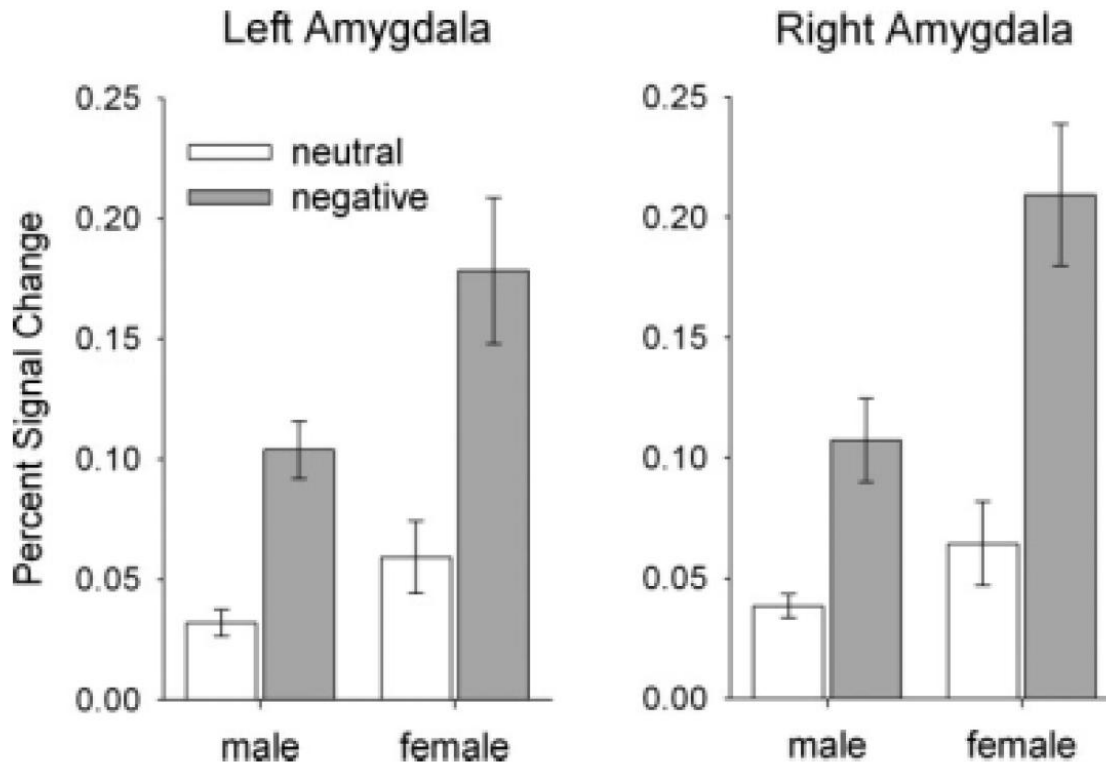 Left Amygdala
Percent Signal Change
0.25
0.20
0.15
0.10
0.05
0.00
neutral
negative
male female
Right Amygdala
0.25
0.20
0.15
0.10
0.05
0.00
male female